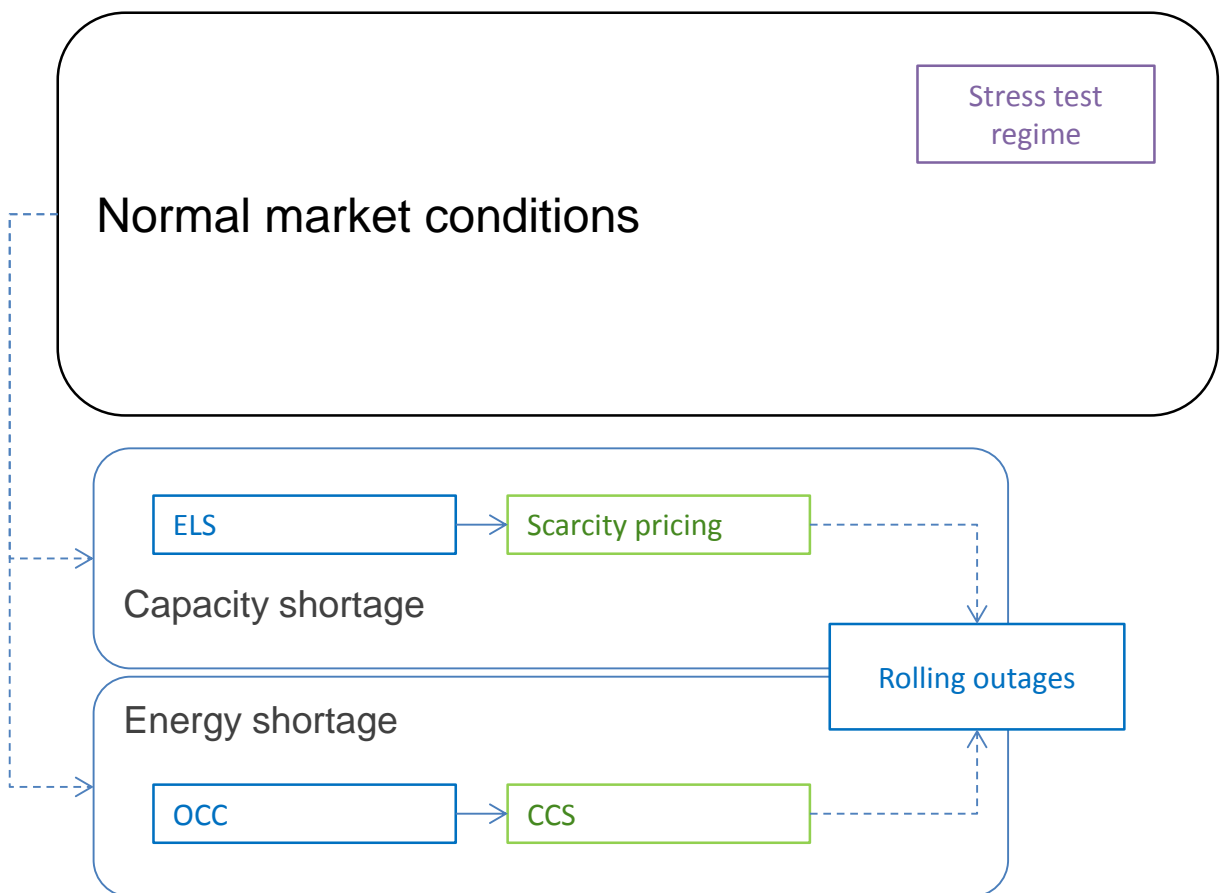 Stress test
regime
Normal market conditions
ELS
Scarcity pricing
Capacity shortage
Rolling outages
Energy shortage
OCC
CCS